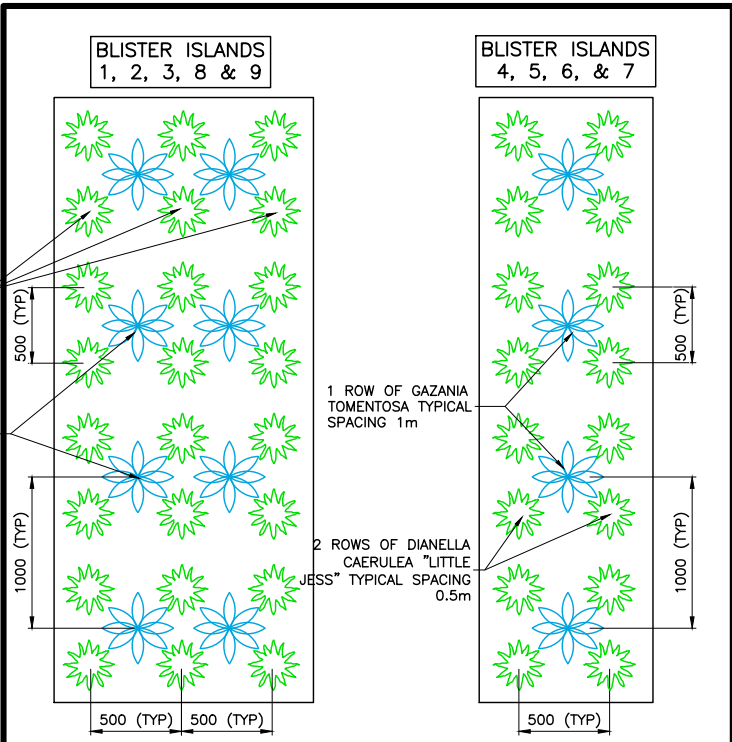 BLISTER ISLANDS
1, 2, 3, 8 & 9
BLISTER ISLANDS
4, 5, 6, & 7
500 (TYP)
500 (TYP)
1 ROW OF GAZANIA
TOMENTOSA TYPICAL
SPACING 1m
1000 (TYP)
1000 (TYP)
2 ROWS OF DIANELLA
CAERULEA "LITTLE
JESS" TYPICAL SPACING
0.5m
500 (TYP)
500 (TYP)
500 (TYP)